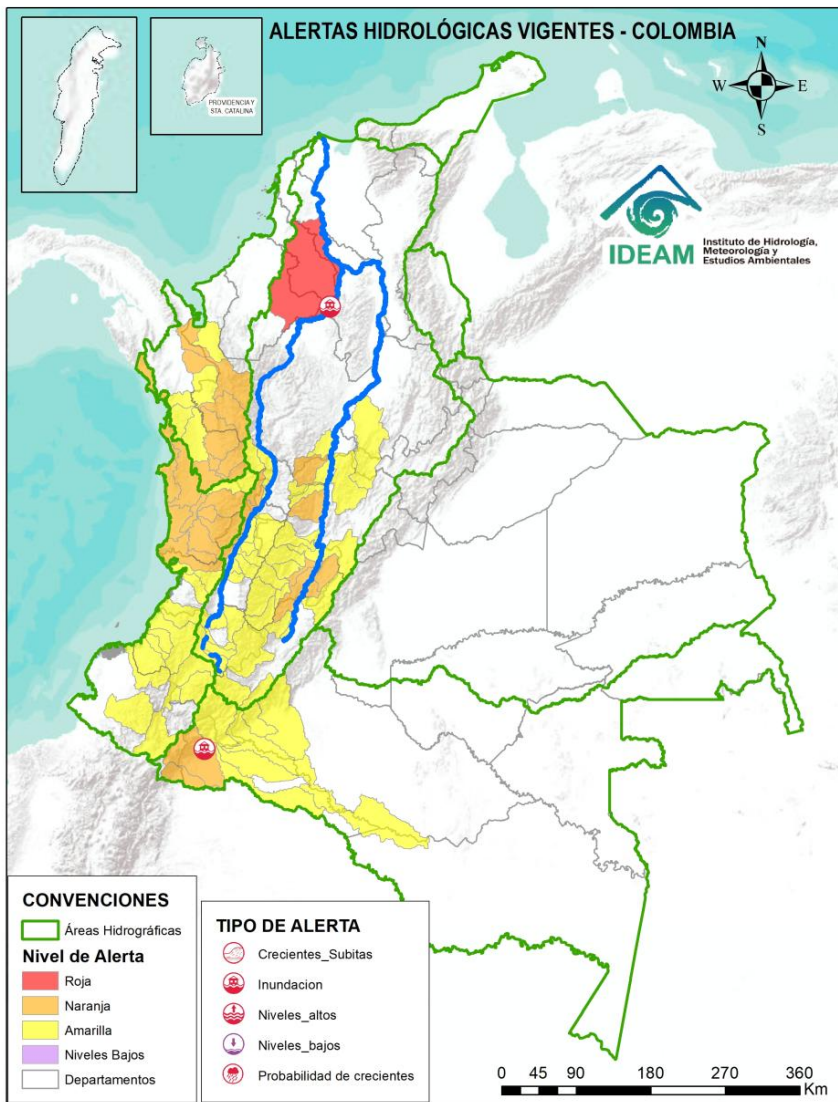 ALERTAS HIDROLÓGICAS VIGENTES - COLOMBIA
PROVIDENCIA Y
STA. CATALINA
N
W
E
S
IDEAM
Instituto de Hidrología,
Meteorología y
Estudios Ambientales
CONVENCIONES
Áreas Hidrográficas
Nivel de Alerta
Roja
Naranja
Amarilla
Niveles Bajos
Departamentos
TIPO DE ALERTA
Crecientes_Subitas
Inundacion
Niveles_altos
Niveles_bajos
Probabilidad de crecientes
0 45 90 180 270 360
Km